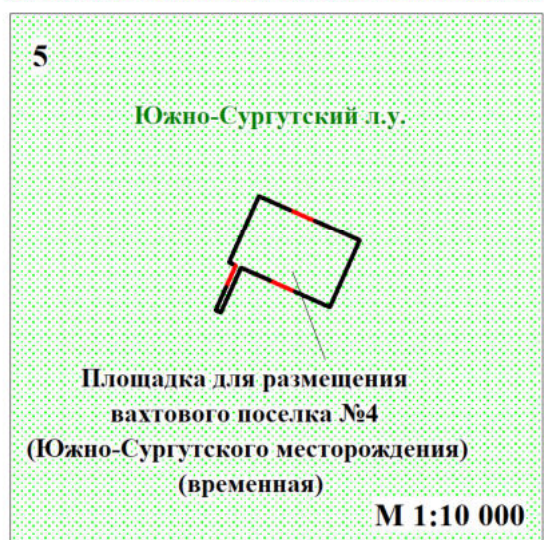 5
Южно-Сургутский л.у.
Площадка для размещения
вахтового поселка №4
(Южно-Сургутского месторождения)
(временная)
М 1:10 000